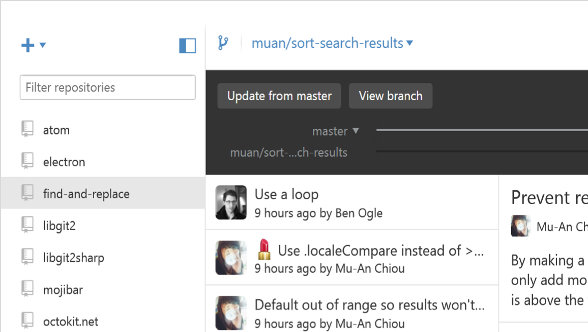 muan/sort-search-results
Filter repositories
atom
electron
find-and-replace
libgit2
libgit2sharp
mojibar
octokit.net
Update from master
View branch
master
muan/sort-...ch-results
Use a loop
9 hours ago by Ben Ogle
Use .localeCompare instead of >...
9 hours ago by Mu-An Chiou
Default out of range so results won't...
9 hours ago by Mu-An Chiou
Prevent re
Mu-An Ch
By making a
only add mo
is above the